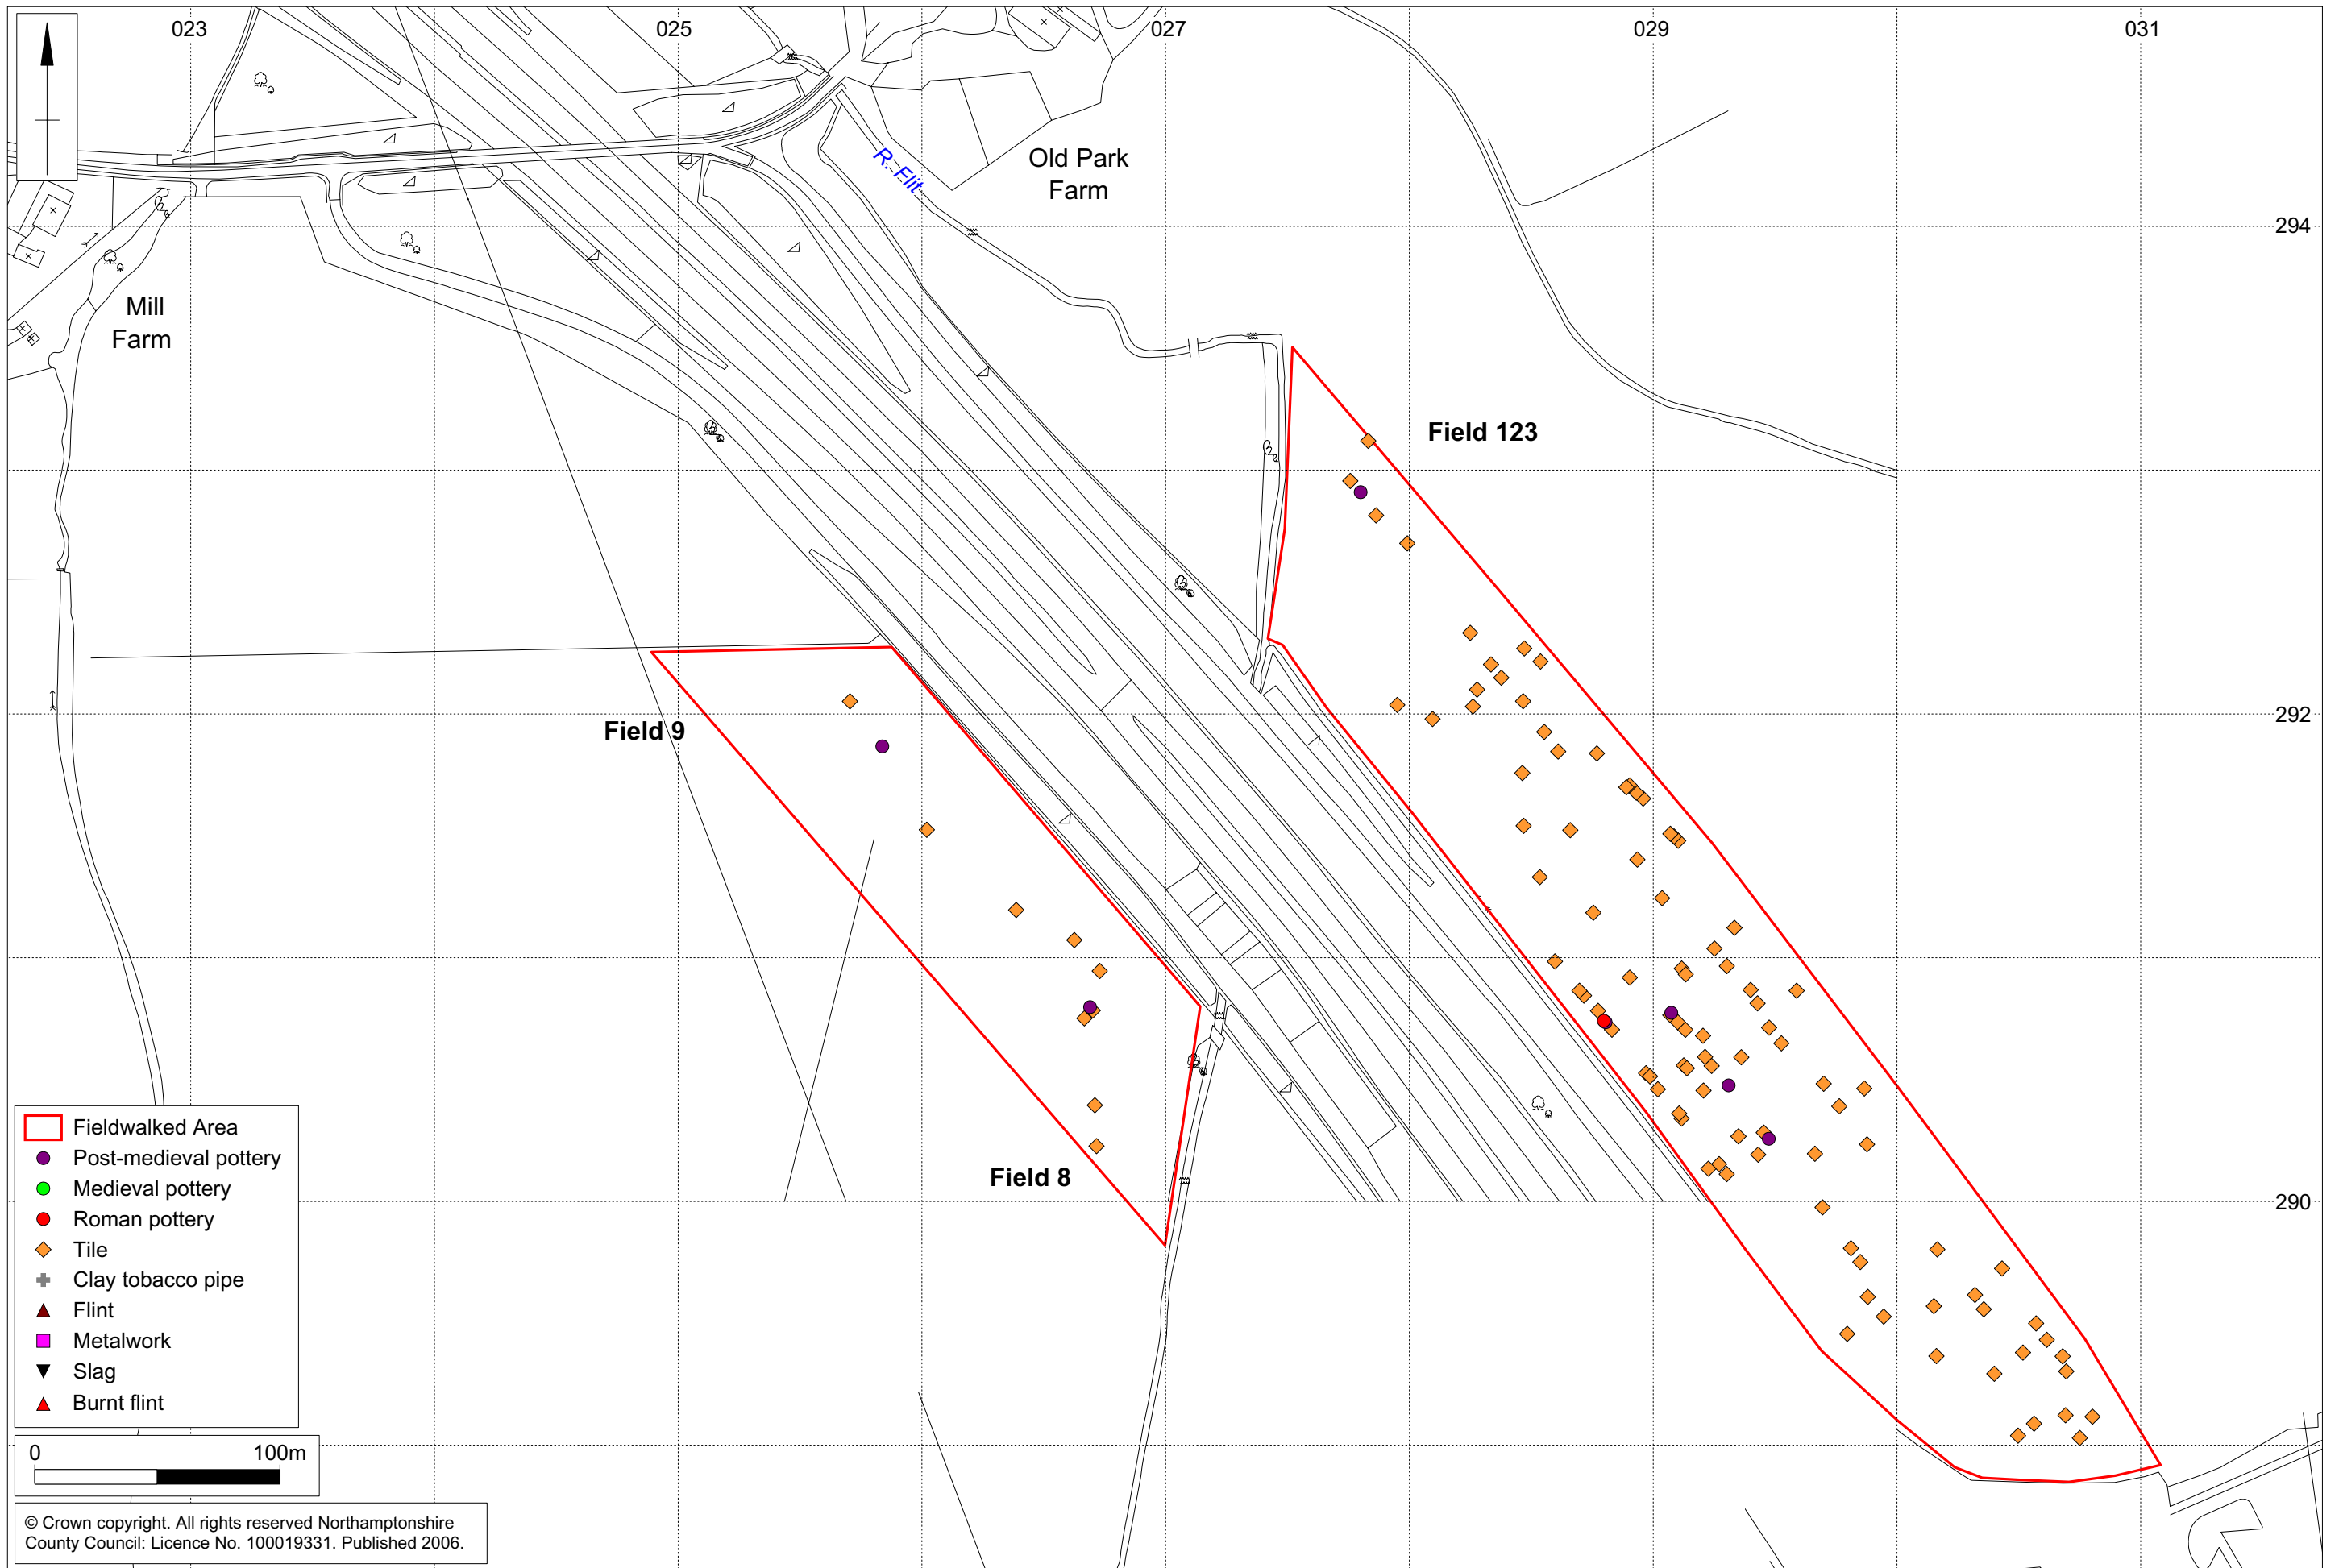 023
025
027
029
031
R. Flit
Old Park
Farm
294
Mill
Farm
Field 123
292
Field 9
Field 8
290
Fieldwalked Area
Post-medieval pottery
Medieval pottery
Roman pottery
Tile
Clay tobacco pipe
Flint
Metalwork
Slag
Burnt flint
0 100m
© Crown copyright. All rights reserved Northamptonshire
County Council: Licence No. 100019331. Published 2006.